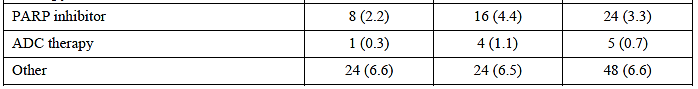 PARP inhibitor 8 (2.2) 16 (4.4) 24 (3.3)
ADC therapy 1 (0.3) 4 (1.1) 5 (0.7)
Other 24 (6.6) 24 (6.5) 48 (6.6)